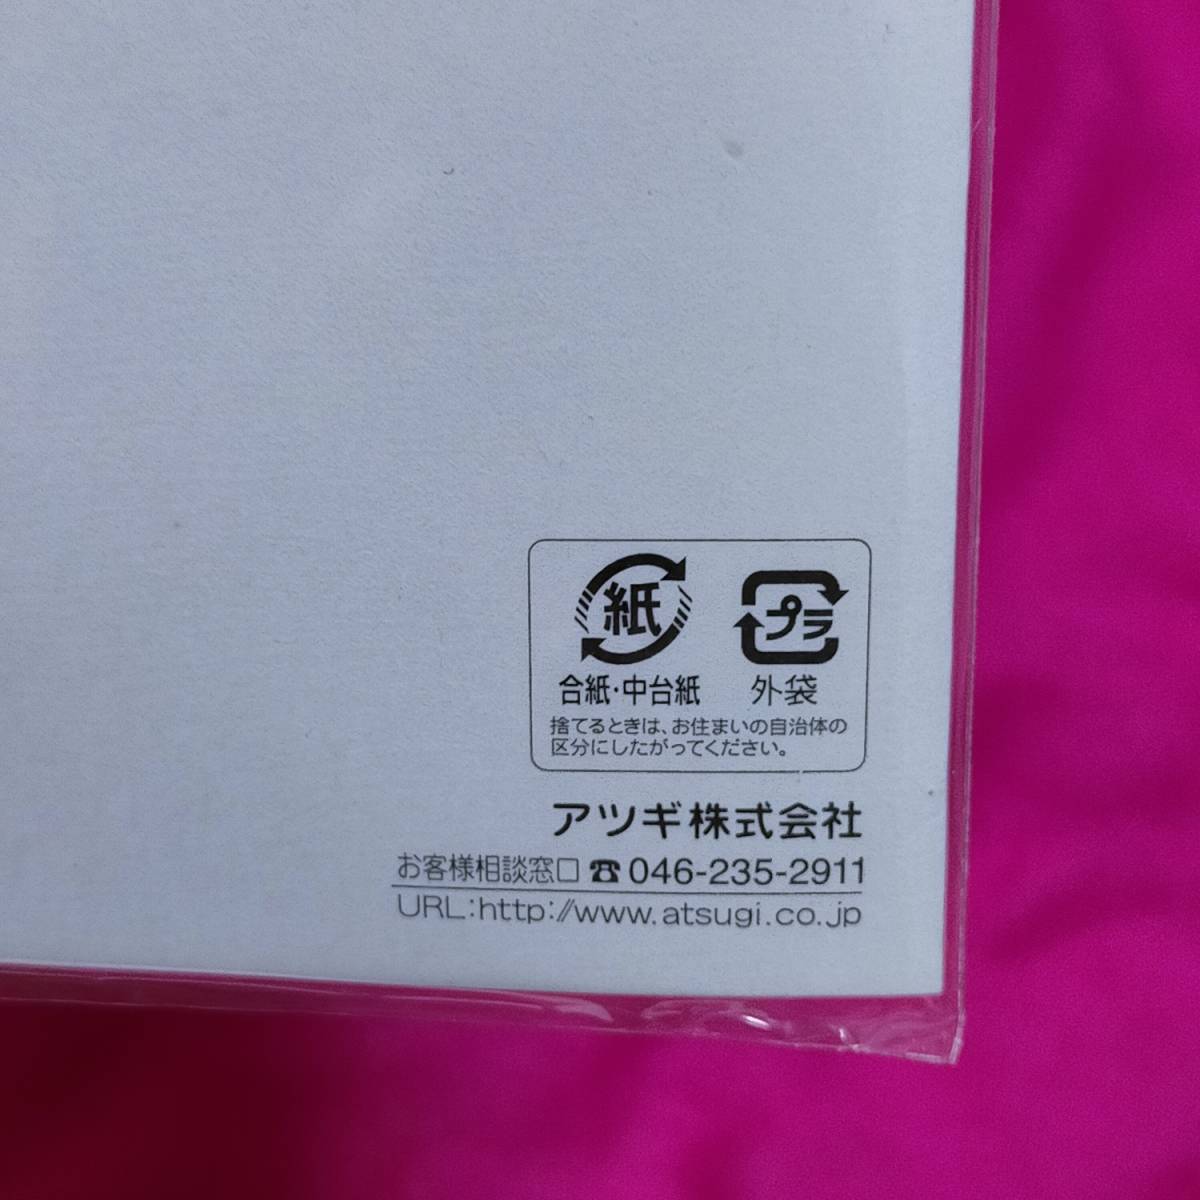 紙 プラ
合紙・中台紙 外袋
捨てるときは、お住まいの自治体の
区分にしたがってください。
アツギ株式会社
お客様相談窓口 ☎046-235-2911
URL:http://www.atsugi.co.jp